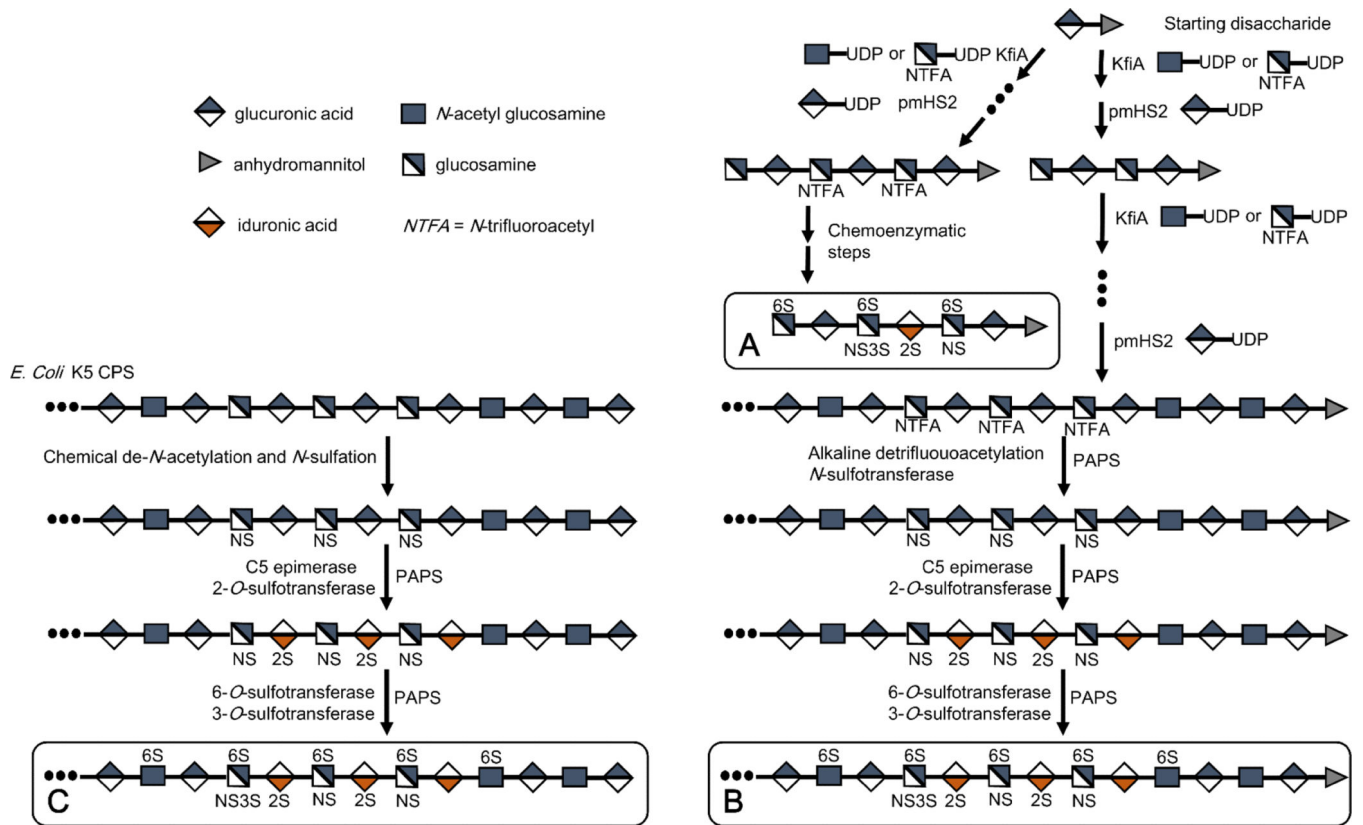 Starting disaccharide
UDP or UDP KfiA
NTFA
UDP pmHS2
KfiA UDP or UDP
NTFA
pmHS2 UDP
glucuronic acid N-acetyl glucosamine
anhydromannitol glucosamine
iduronic acid NTFA = N-trifluoroacetyl
NTFA NTFA
Chemoenzymatic
steps
KfiA UDP or UDP
NTFA
6S 6S 6S
A NS3S 2S NS
pmHS2 UDP
E. Coli K5 CPS
NTFA NTFA NTFA
Chemical de-N-acetylation and N-sulfation
Alkaline detrifluouoacetylation PAPS
N-sulfotransferase
NS NS NS
NS NS NS
C5 epimerase PAPS
2-O-sulfotransferase
C5 epimerase PAPS
2-O-sulfotransferase
NS 2S NS 2S NS
NS 2S NS 2S NS
6-O-sulfotransferase PAPS
3-O-sulfotransferase
6-O-sulfotransferase PAPS
3-O-sulfotransferase
6S 6S 6S 6S 6S
C NS3S 2S NS 2S NS
6S 6S 6S 6S 6S
B NS3S 2S NS 2S NS